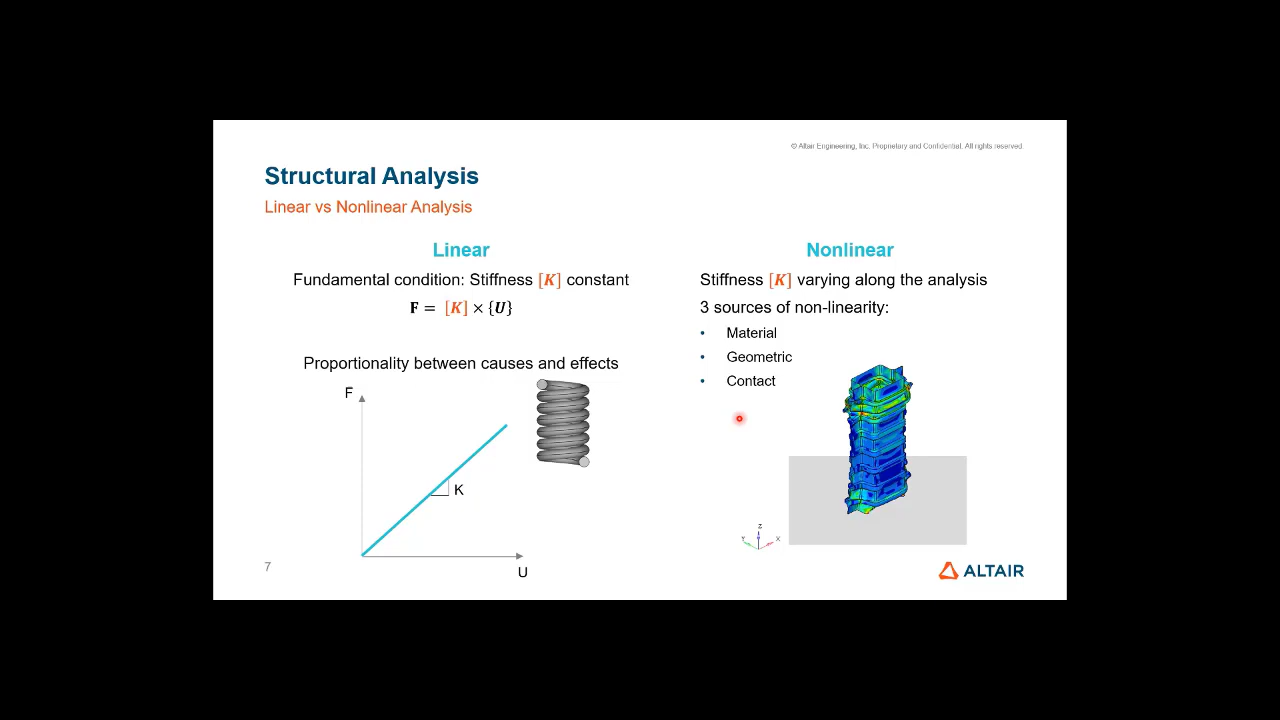 © Altair Engineering, Inc. Proprietary and Confidential. All rights reserved.
Structural Analysis
Linear vs Nonlinear Analysis
Linear
Fundamental condition: Stiffness [K] constant
F = [K] × {U}
Proportionality between causes and effects
F
K
U
Nonlinear
Stiffness [K] varying along the analysis
3 sources of non-linearity:
• Material
• Geometric
• Contact
Z
Y X
7
ALTAIR